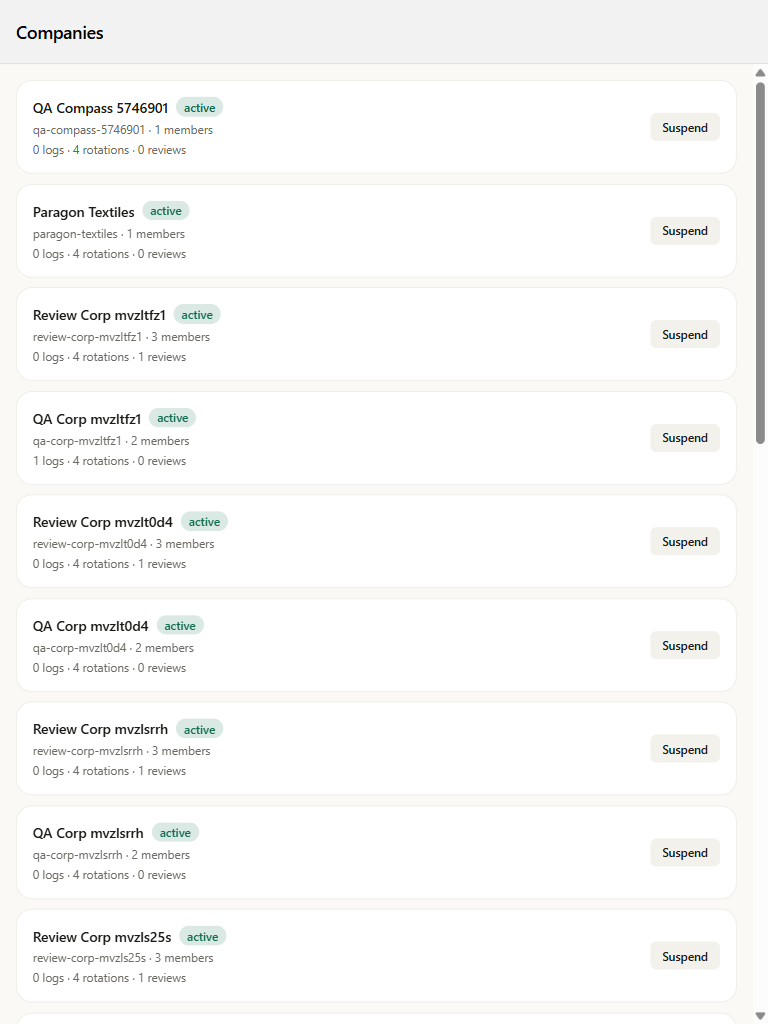 Companies
QA Compass 5746901 active
qa-compass-5746901 · 1 members
0 logs · 4 rotations · 0 reviews
Suspend
Paragon Textiles active
paragon-textiles · 1 members
0 logs · 4 rotations · 0 reviews
Suspend
Review Corp mvzltfz1 active
review-corp-mvzltfz1 · 3 members
0 logs · 4 rotations · 1 reviews
Suspend
QA Corp mvzltfz1 active
qa-corp-mvzltfz1 · 2 members
1 logs · 4 rotations · 0 reviews
Suspend
Review Corp mvzlt0d4 active
review-corp-mvzlt0d4 · 3 members
0 logs · 4 rotations · 1 reviews
Suspend
QA Corp mvzlt0d4 active
qa-corp-mvzlt0d4 · 2 members
0 logs · 4 rotations · 0 reviews
Suspend
Review Corp mvzlsrrh active
review-corp-mvzlsrrh · 3 members
0 logs · 4 rotations · 1 reviews
Suspend
QA Corp mvzlsrrh active
qa-corp-mvzlsrrh · 2 members
0 logs · 4 rotations · 0 reviews
Suspend
Review Corp mvzls25s active
review-corp-mvzls25s · 3 members
0 logs · 4 rotations · 1 reviews
Suspend